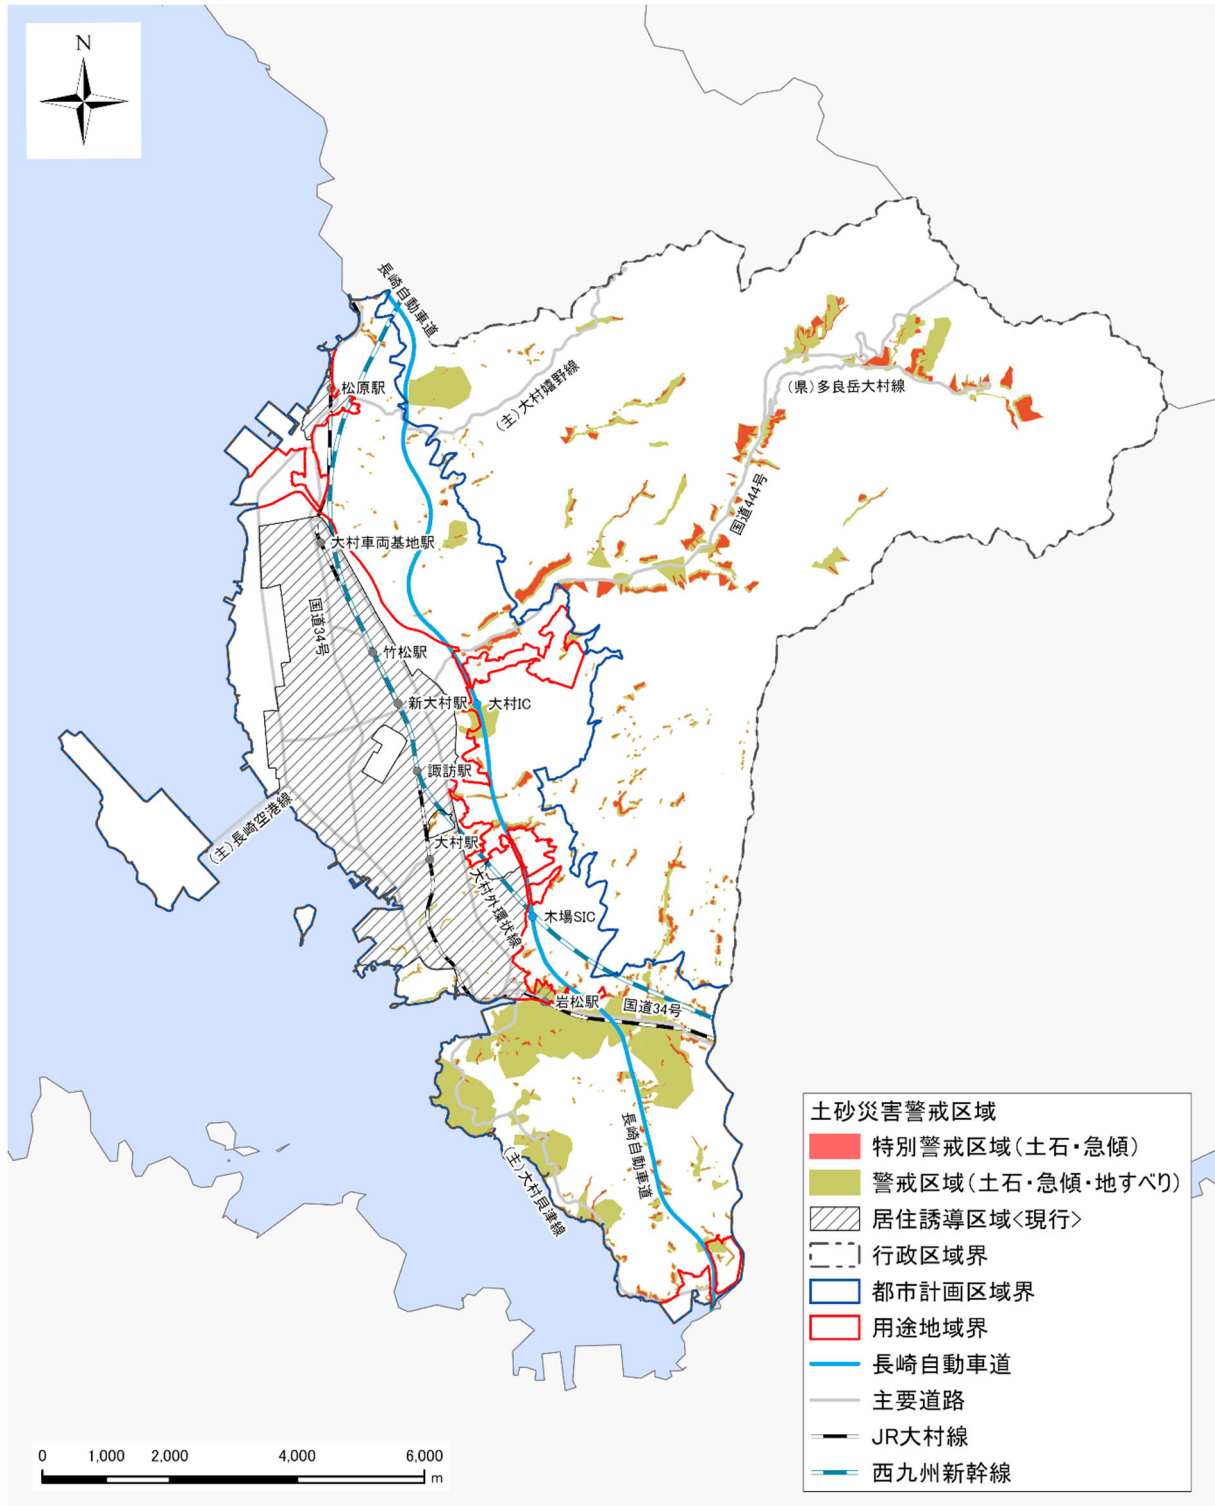 N
長崎自動車道
松原駅
(主)大村嬉野線
(県)多良岳大村線
国道444号
大村車両基地駅
国道34号
竹松駅
新大村駅
大村IC
諏訪駅
(主)長崎空港線
大村駅
大村外環状線
木場SIC
岩松駅
国道34号
長崎自動車道
(主)大村貝津線
土砂災害警戒区域
特別警戒区域(土石・急傾)
警戒区域(土石・急傾・地すべり)
居住誘導区域<現行>
行政区域界
都市計画区域界
用途地域界
長崎自動車道
主要道路
JR大村線
西九州新幹線
0 1,000 2,000 4,000 6,000
m